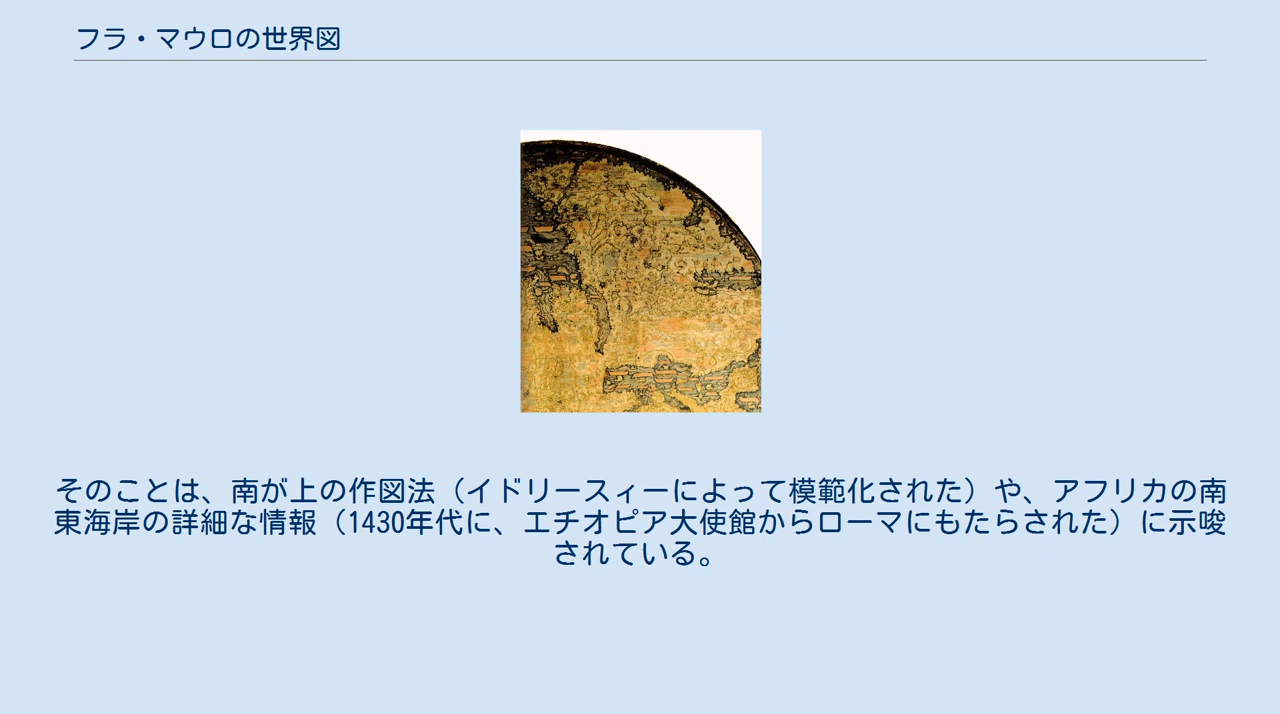 フラ・マウロの世界図
そのことは、南が上の作図法（イドリースィーによって模範化された）や、アフリカの南
東海岸の詳細な情報（1430年代に、エチオピア大使館からローマにもたらされた）に示唆
されている。